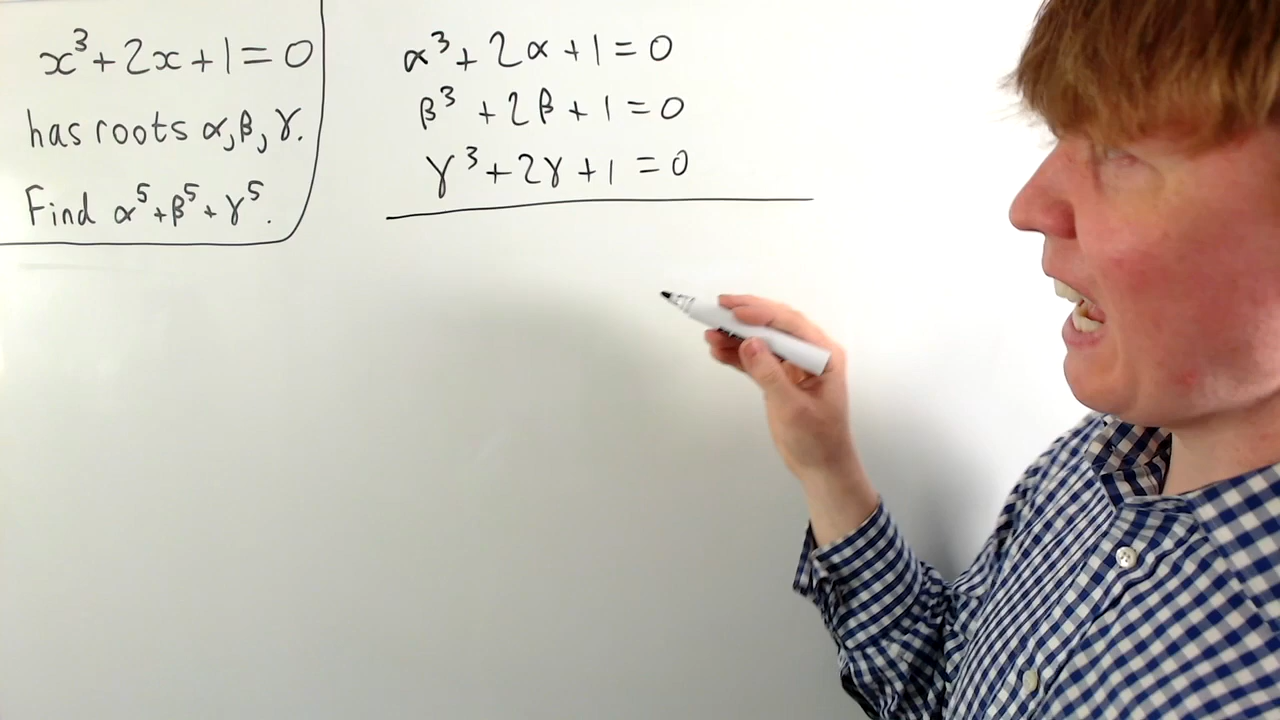 x³+2x+1=0
has roots α,β,γ.
Find α⁵+β⁵+γ⁵.
α³+2α+1=0
β³+2β+1=0
γ³+2γ+1=0